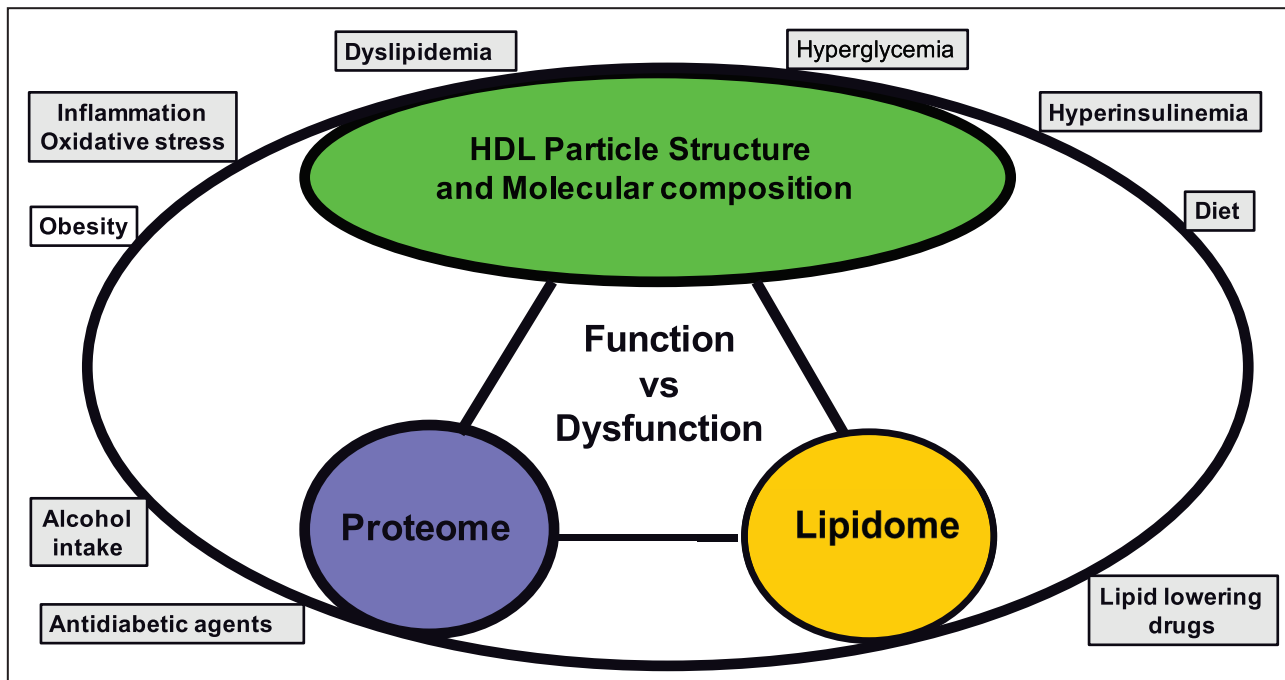 Dyslipidemia
Hyperglycemia
Inflammation
Oxidative stress
Hyperinsulinemia
HDL Particle Structure
and Molecular composition
Obesity
Diet
Function
vs
Dysfunction
Proteome
Lipidome
Alcohol
intake
Antidiabetic agents
Lipid lowering
drugs